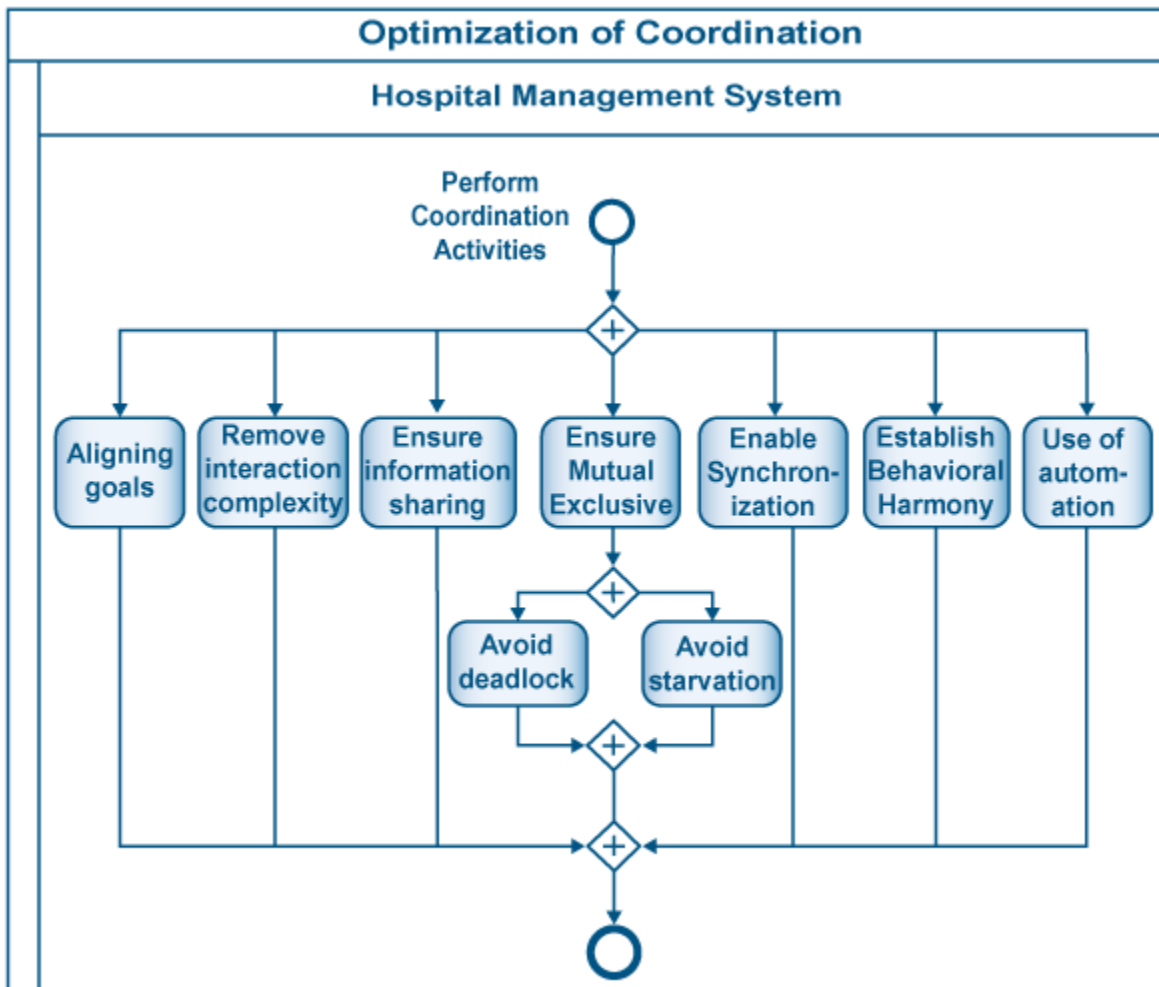 Optimization of Coordination
Hospital Management System
Perform
Coordination
Activities
Aligning
goals
Remove
interaction
complexity
Ensure
information
sharing
Ensure
Mutual
Exclusive
Enable
Synchron-
ization
Establish
Behavioral
Harmony
Use of
autom-
ation
Avoid
deadlock
Avoid
starvation